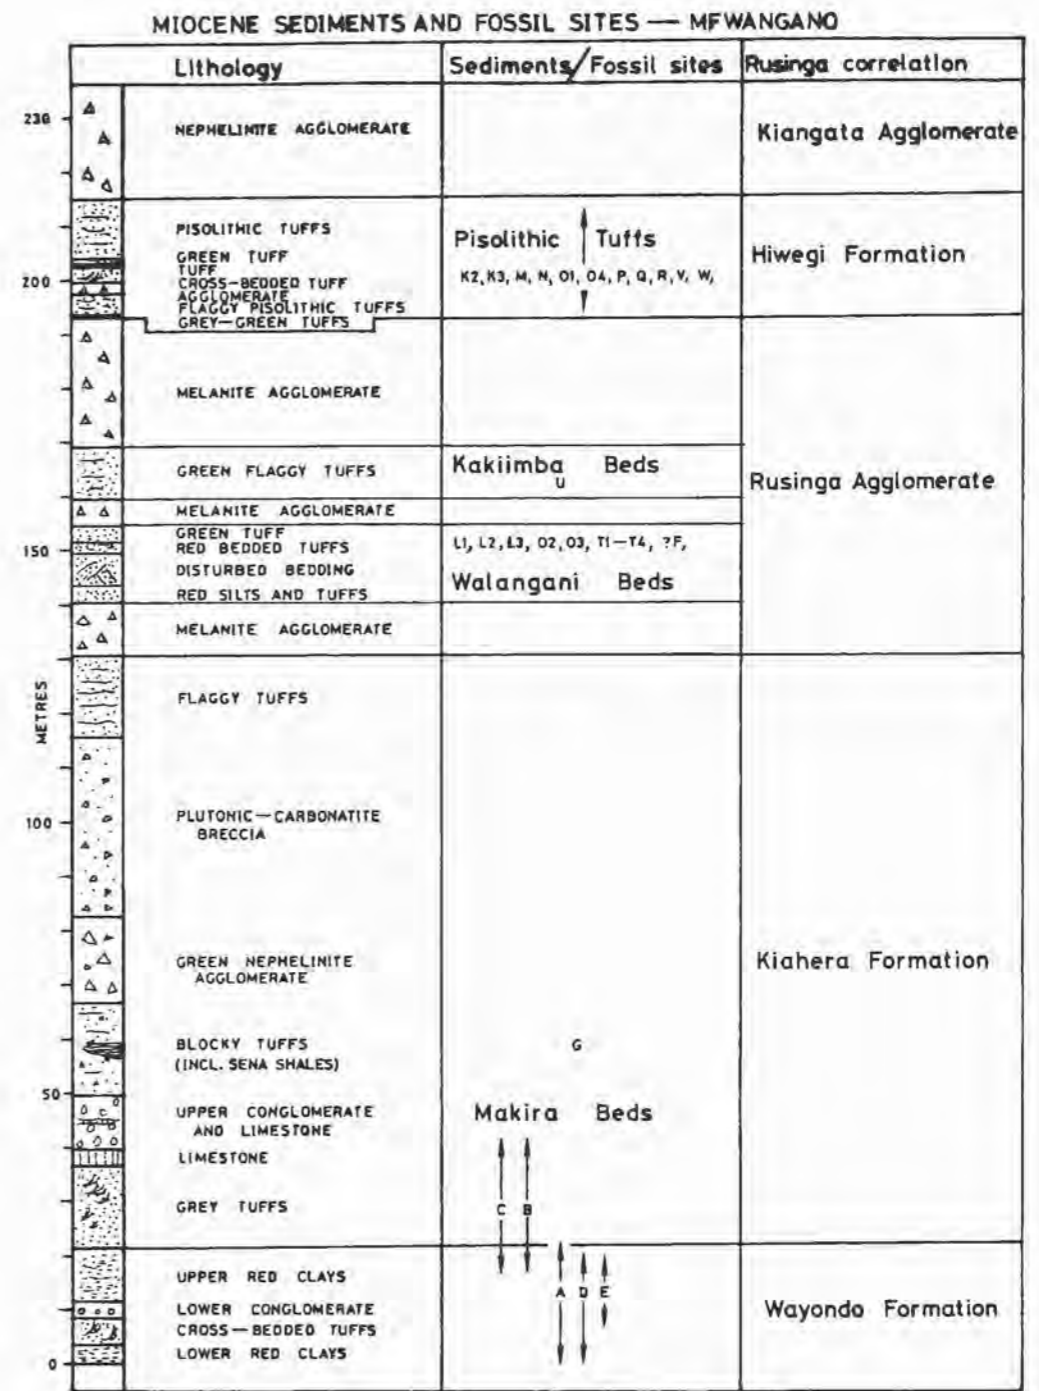 MIOCENE SEDIMENTS AND FOSSIL SITES — MFWANGANO
Lithology
Sediments/Fossil sites
Rusinga correlation
230
NEPHELINITE AGGLOMERATE
Kiangata Agglomerate
PISOLITHIC TUFFS
GREEN TUFF
TUFF
CROSS-BEDDED TUFF
AGGLOMERATE
FLAGGY PISOLITHIC TUFFS
GREY—GREEN TUFFS
Pisolithic Tuffs
K2, K3, M, N, O1, O4, P, Q, R, V, W,
Hiwegi Formation
200
MELANITE AGGLOMERATE
GREEN FLAGGY TUFFS
Kakiimba Beds
U
Rusinga Agglomerate
MELANITE AGGLOMERATE
GREEN TUFF
RED BEDDED TUFFS
DISTURBED BEDDING
RED SILTS AND TUFFS
L1, L2, L3, O2, O3, T1—T4, ?F,
Walangani Beds
150
MELANITE AGGLOMERATE
METRES
FLAGGY TUFFS
PLUTONIC—CARBONATITE
BRECCIA
100
GREEN NEPHELINITE
AGGLOMERATE
Kiahera Formation
BLOCKY TUFFS
(INCL. SENA SHALES)
G
50
UPPER CONGLOMERATE
AND LIMESTONE
Makira Beds
LIMESTONE
GREY TUFFS
C B
UPPER RED CLAYS
A D E
LOWER CONGLOMERATE
Wayondo Formation
CROSS—BEDDED TUFFS
LOWER RED CLAYS
0